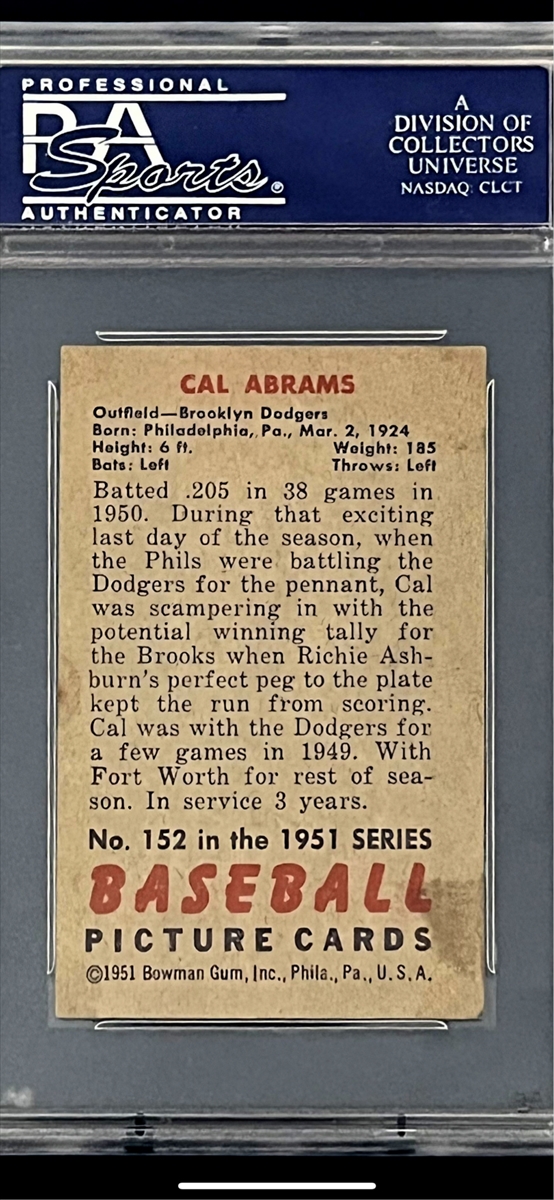 PROFESSIONAL
PSA
Sports®
AUTHENTICATOR
A
DIVISION OF
COLLECTORS
UNIVERSE
NASDAQ: CLCT
CAL ABRAMS
Outfield—Brooklyn Dodgers
Born: Philadelphia, Pa., Mar. 2, 1924
Height: 6 ft. Weight: 185
Bats: Left Throws: Left
Batted .205 in 38 games in
1950. During that exciting
last day of the season, when
the Phils were battling the
Dodgers for the pennant, Cal
was scampering in with the
potential winning tally for
the Brooks when Richie Ash-
burn's perfect peg to the plate
kept the run from scoring.
Cal was with the Dodgers for
a few games in 1949. With
Fort Worth for rest of sea-
son. In service 3 years.
No. 152 in the 1951 SERIES
BASEBALL
PICTURE CARDS
©1951 Bowman Gum, Inc., Phila., Pa., U.S.A.